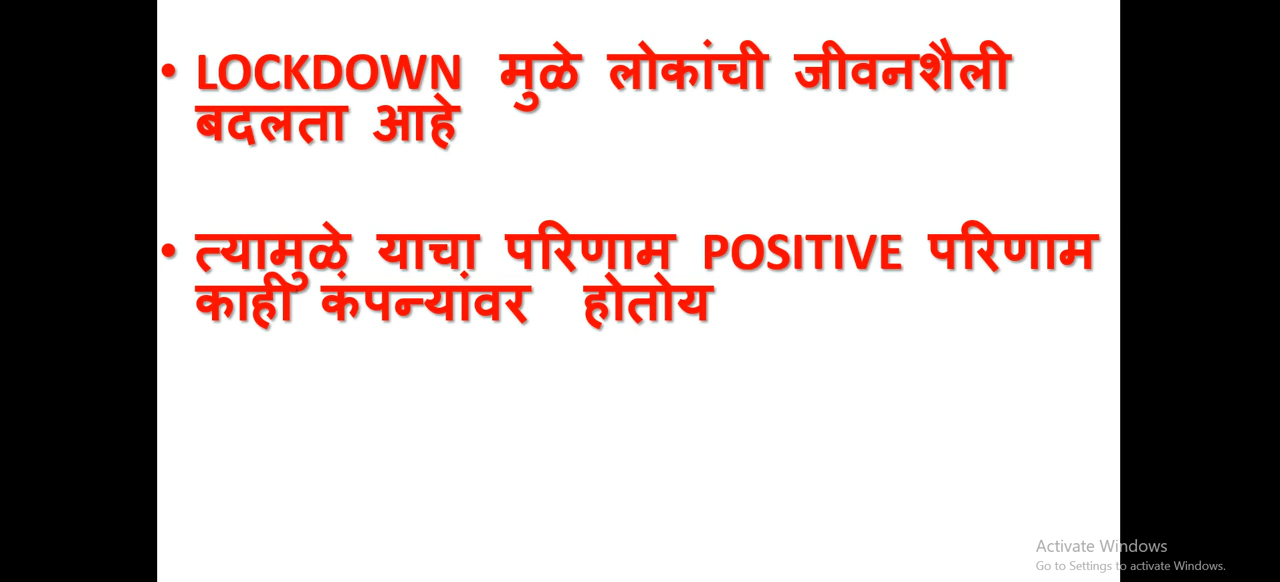 • LOCKDOWN मुळे लोकांची जीवनशैली
बदलता आहे
• त्यामुळे याचा परिणाम POSITIVE परिणाम
काही कंपन्यांवर होतोय
Activate Windows
Go to Settings to activate Windows.